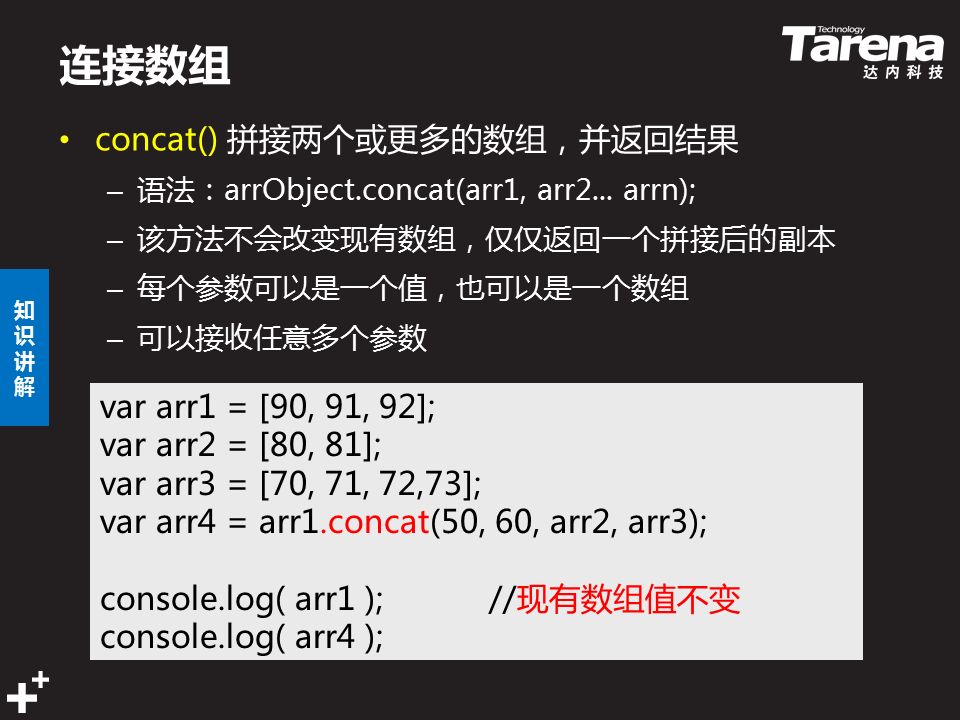 连接数组
Technology
Tarena
达内科技
• concat() 拼接两个或更多的数组，并返回结果
– 语法：arrObject.concat(arr1, arr2... arrn);
– 该方法不会改变现有数组，仅仅返回一个拼接后的副本
– 每个参数可以是一个值，也可以是一个数组
– 可以接收任意多个参数
知
识
讲
解
var arr1 = [90, 91, 92];
var arr2 = [80, 81];
var arr3 = [70, 71, 72,73];
var arr4 = arr1.concat(50, 60, arr2, arr3);
console.log( arr1 ); //现有数组值不变
console.log( arr4 );